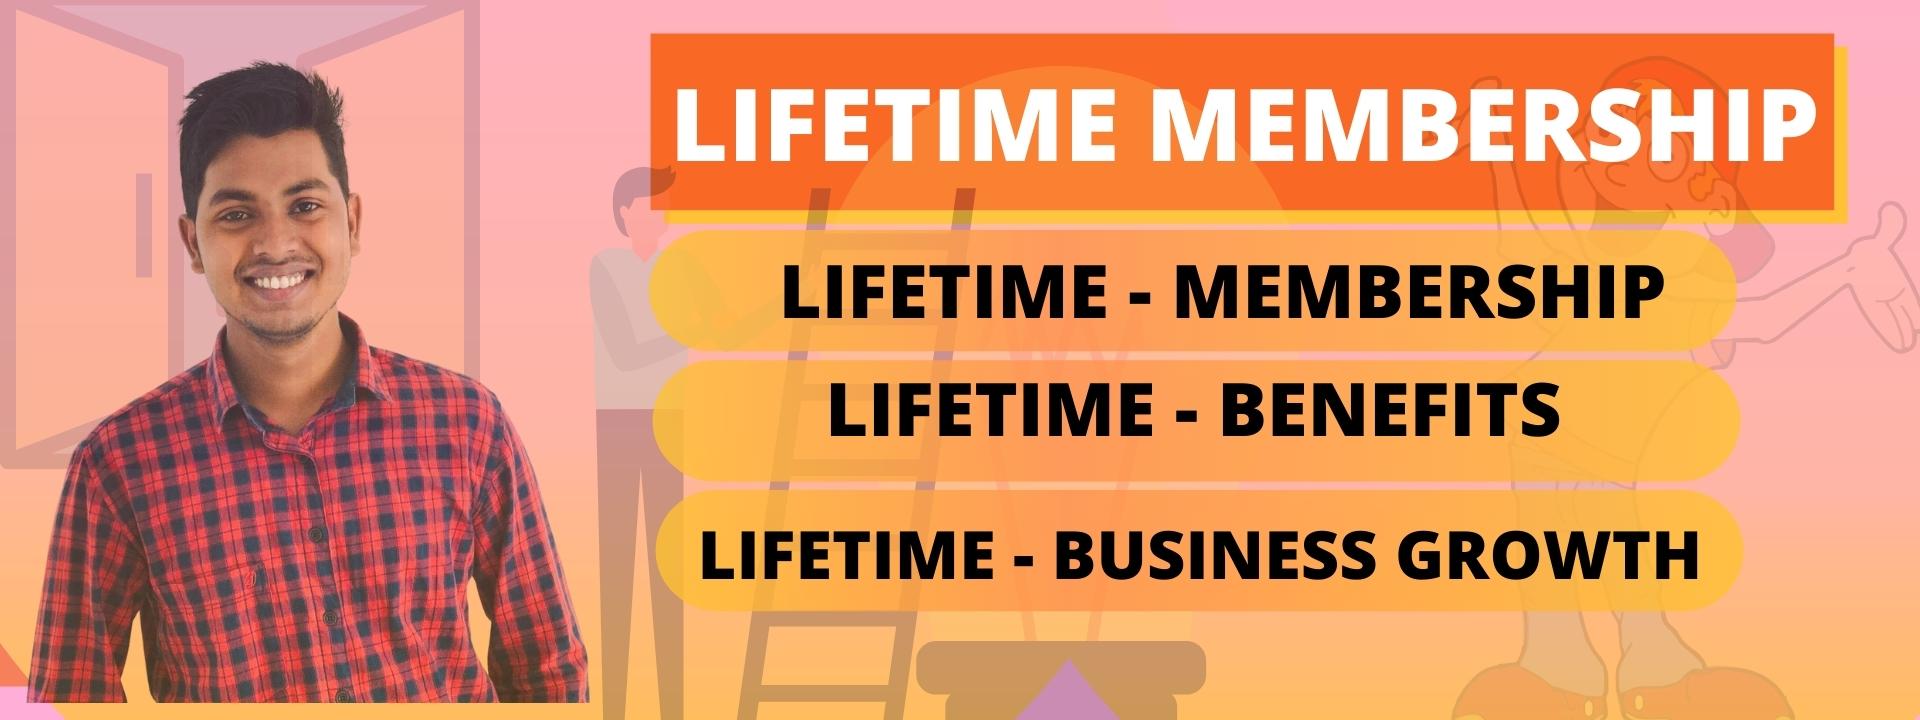 LIFETIME MEMBERSHIP
LIFETIME - MEMBERSHIP
LIFETIME - BENEFITS
LIFETIME - BUSINESS GROWTH